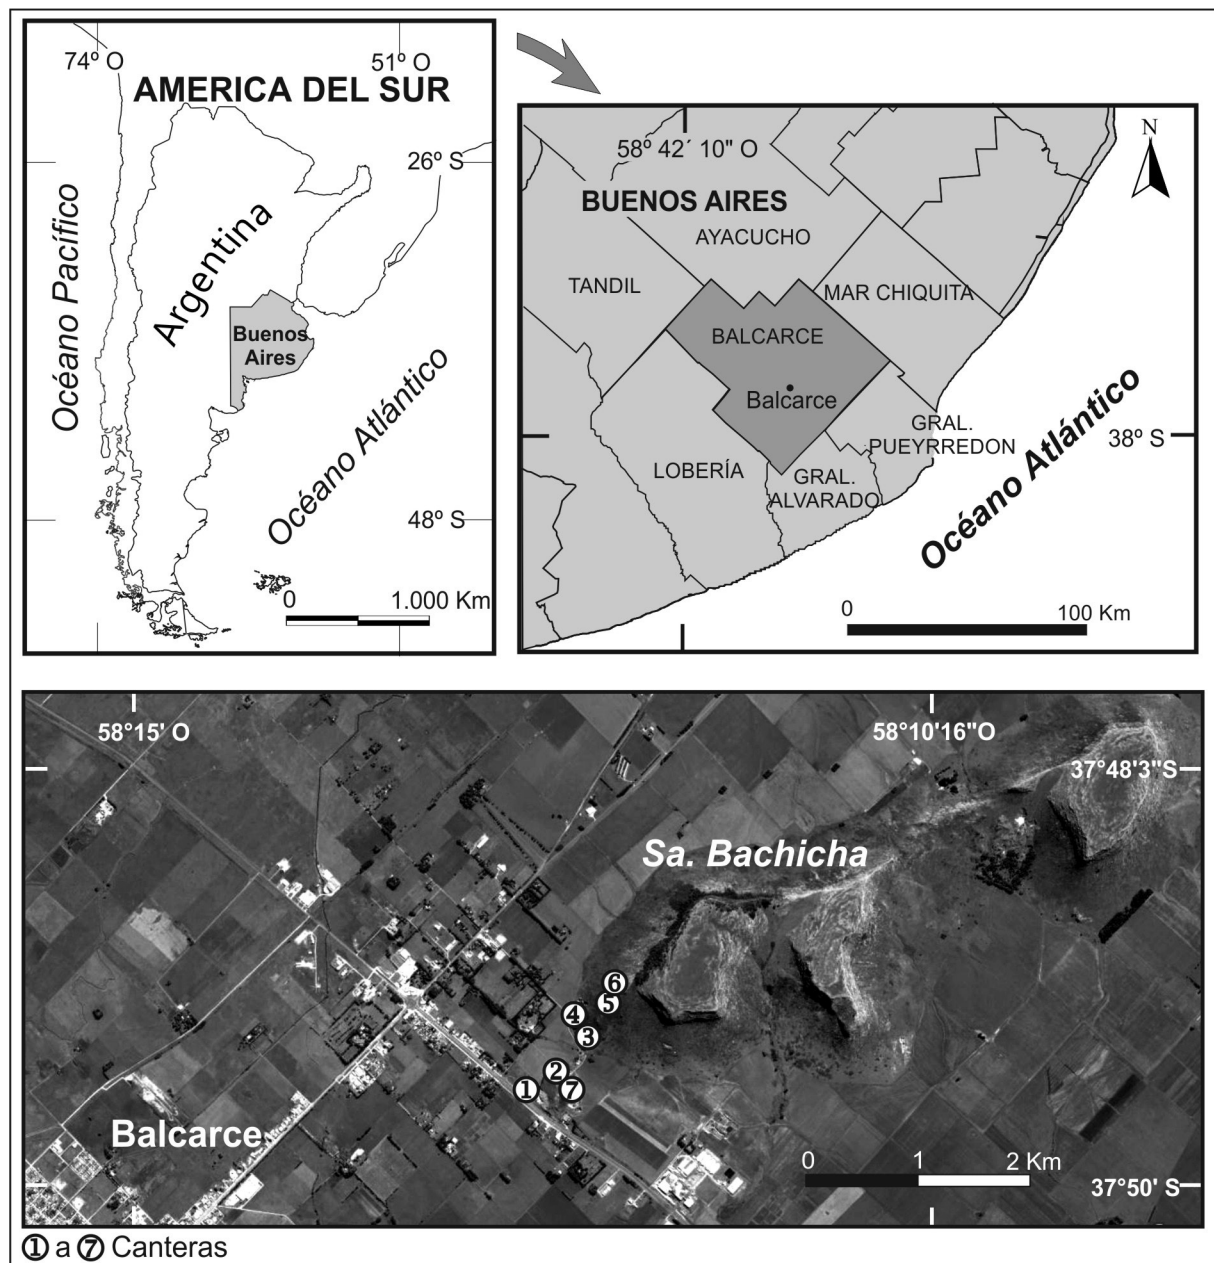 74º O
51º O
AMERICA DEL SUR
26º S
Océano Pacífico
Argentina
Buenos
Aires
Océano Atlántico
48º S
0
1.000 Km
N
58º 42´ 10" O
BUENOS AIRES
AYACUCHO
TANDIL
MAR CHIQUITA
BALCARCE
Balcarce
GRAL.
PUEYRREDON
38º S
LOBERÍA
GRAL.
ALVARADO
Océano Atlántico
0
100 Km
58°15' O
58°10'16"O
37°48'3"S
Sa. Bachicha
6
5
4
3
2
1
7
Balcarce
0 1 2 Km
37°50' S
1 a 7 Canteras